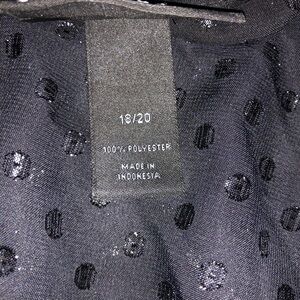 18/20
100% POLYESTER
MADE IN
INDONESIA